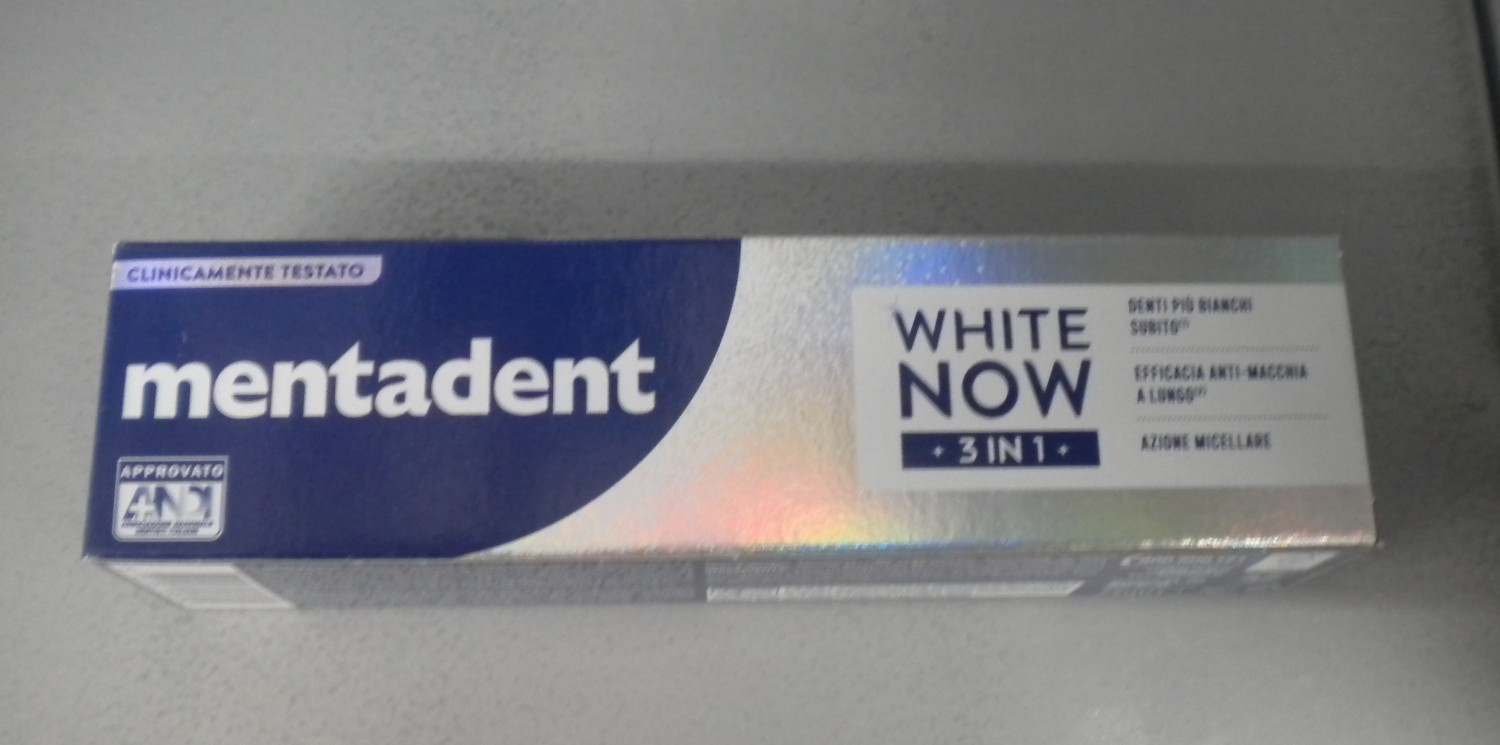 CLINICAMENTE TESTATO
mentadent
APPROVATO
ANDI
WHITE
NOW
+ 3 IN 1 +
DENTI PIÙ BIANCHI
SUBITO
EFFICACIA ANTI-MACCHIA
A LUNGO
AZIONE MICELLARE